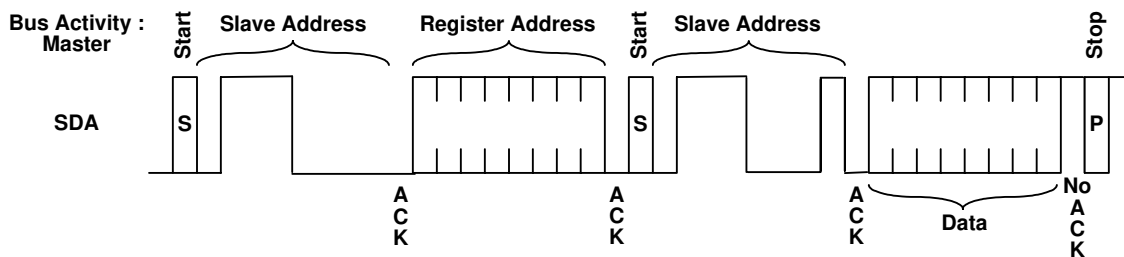 Bus Activity :
Master
Start
Slave Address
Register Address
Start
Slave Address
Stop
SDA
S
S
P
ACK
ACK
ACK
Data
No
ACK